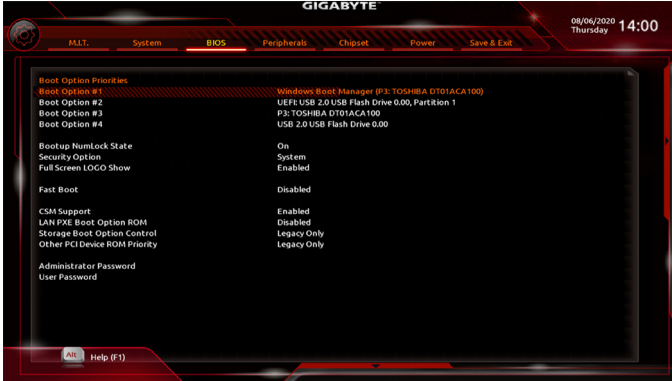 GIGABYTE
08/06/2020 14:00
Thursday
M.I.T. System BIOS Peripherals Chipset Power Save & Exit
Boot Option Priorities
Boot Option #1 Windows Boot Manager (P3: TOSHIBA DT01ACA100)
Boot Option #2 UEFI: USB 2.0 USB Flash Drive 0.00, Partition 1
Boot Option #3 P3: TOSHIBA DT01ACA100
Boot Option #4 USB 2.0 USB Flash Drive 0.00
Bootup NumLock State On
Security Option System
Full Screen LOGO Show Enabled
Fast Boot Disabled
CSM Support Enabled
LAN PXE Boot Option ROM Disabled
Storage Boot Option Control Legacy Only
Other PCI Device ROM Priority Legacy Only
Administrator Password
User Password
Alt Help (F1)